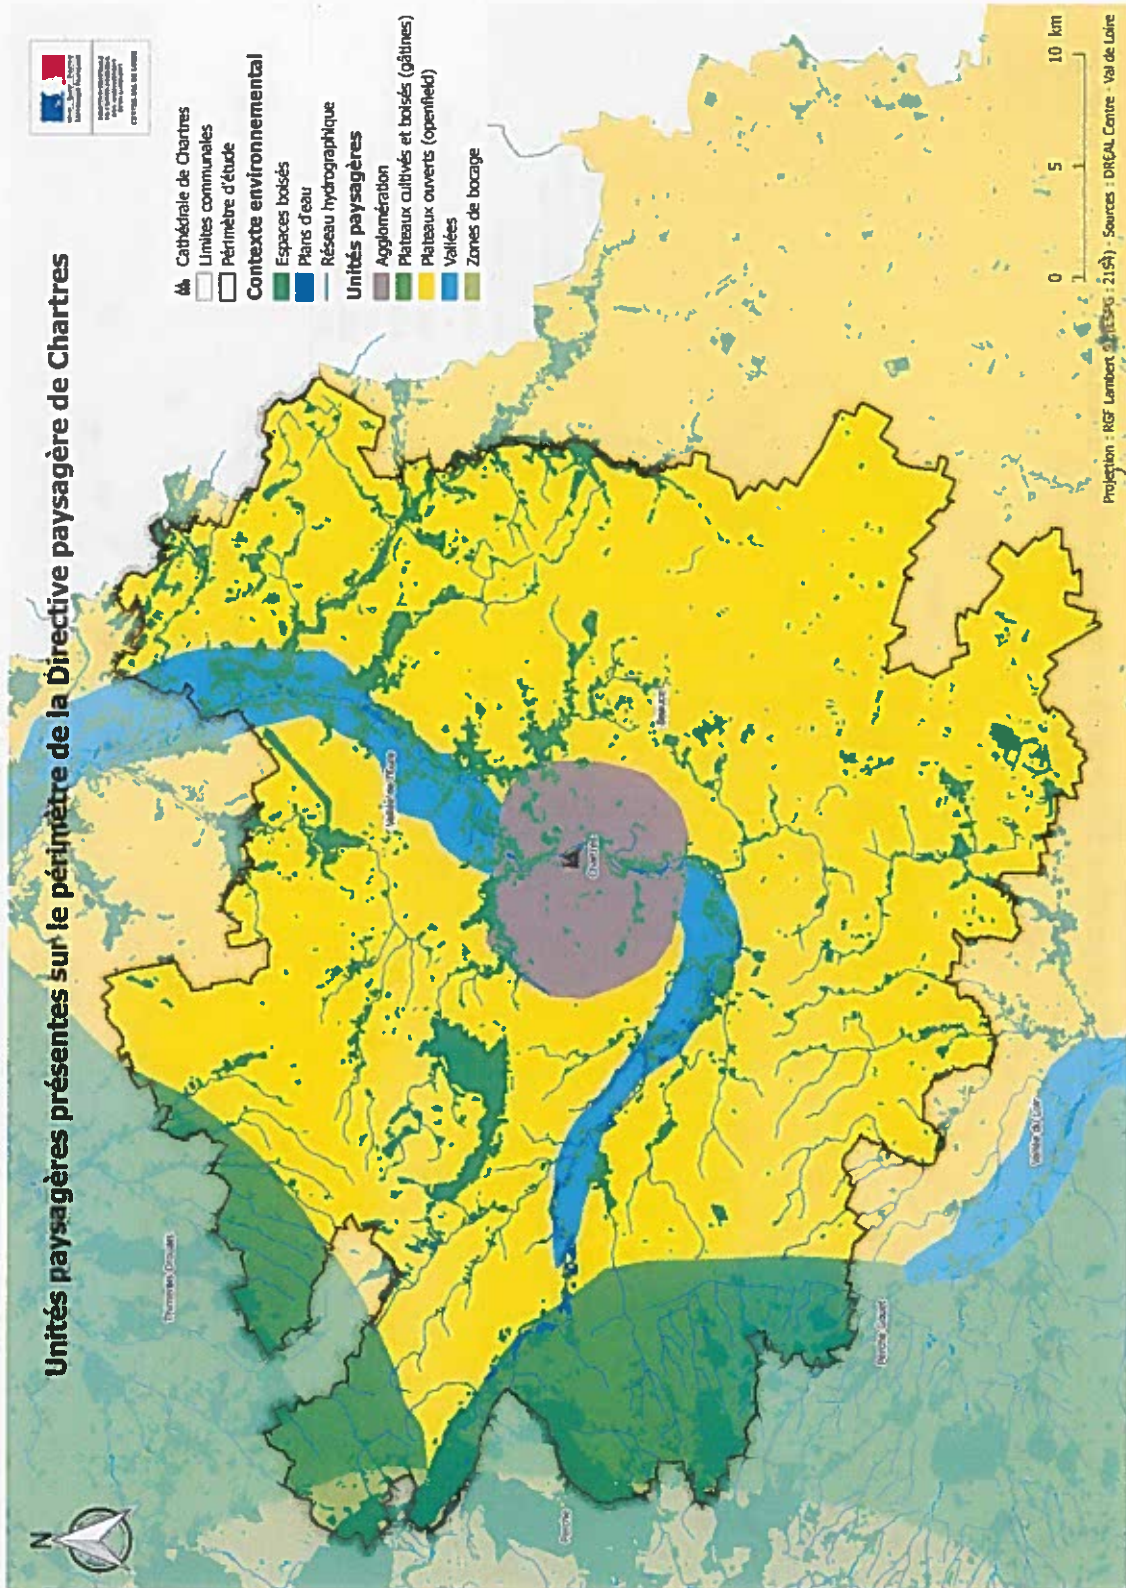 Unités paysagères présentes sur le périmètre de la Directive paysagère de Chartres
N
Cathédrale de Chartres
Limites communales
Périmètre d'étude
Contexte environnemental
Espaces boisés
Plans d'eau
Réseau hydrographique
Unités paysagères
Agglomération
Plateaux cultivés et boisés (gâtines)
Plateaux ouverts (openfield)
Vallées
Zones de bocage
Thimerais Drouais
Vallée de l'Eure
Chartres
Beauce
Perche
Perche Gouet
Vallée du Loir
0 5 10 km
Projection : RGF Lambert (ESPG : 2154) - Sources : DREAL Centre - Val de Loire